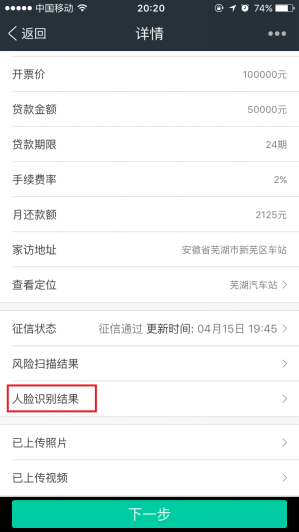 中国移动 20:20 74%
返回 详情
开票价 100000元
贷款金额 50000元
贷款期限 24期
手续费率 2%
月还款额 2125元
家访地址 安徽省芜湖市新芜区车站
查看定位 芜湖汽车站
征信状态 征信通过 更新时间: 04月15日 19:45
风险扫描结果
人脸识别结果
已上传照片
已上传视频
下一步